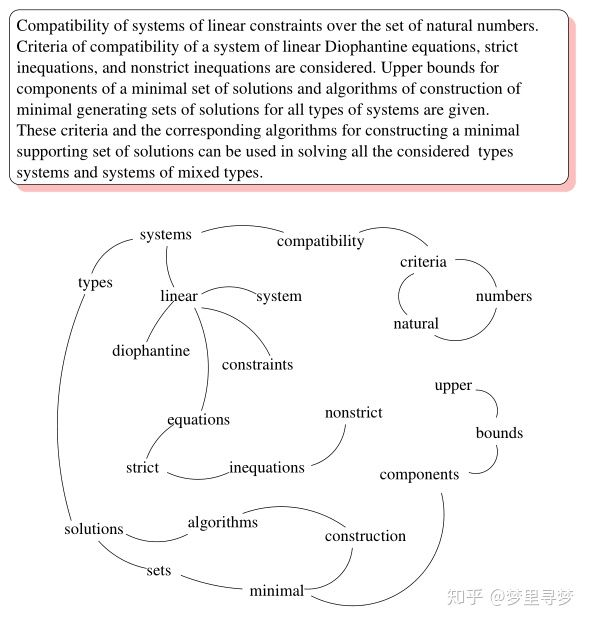 Compatibility of systems of linear constraints over the set of natural numbers.
Criteria of compatibility of a system of linear Diophantine equations, strict
inequations, and nonstrict inequations are considered. Upper bounds for
components of a minimal set of solutions and algorithms of construction of
minimal generating sets of solutions for all types of systems are given.
These criteria and the corresponding algorithms for constructing a minimal
supporting set of solutions can be used in solving all the considered types
systems and systems of mixed types.
systems
compatibility
criteria
types
linear
system
numbers
natural
diophantine
constraints
upper
nonstrict
equations
bounds
strict
inequations
components
algorithms
solutions
construction
sets
minimal
知乎 @梦里寻梦